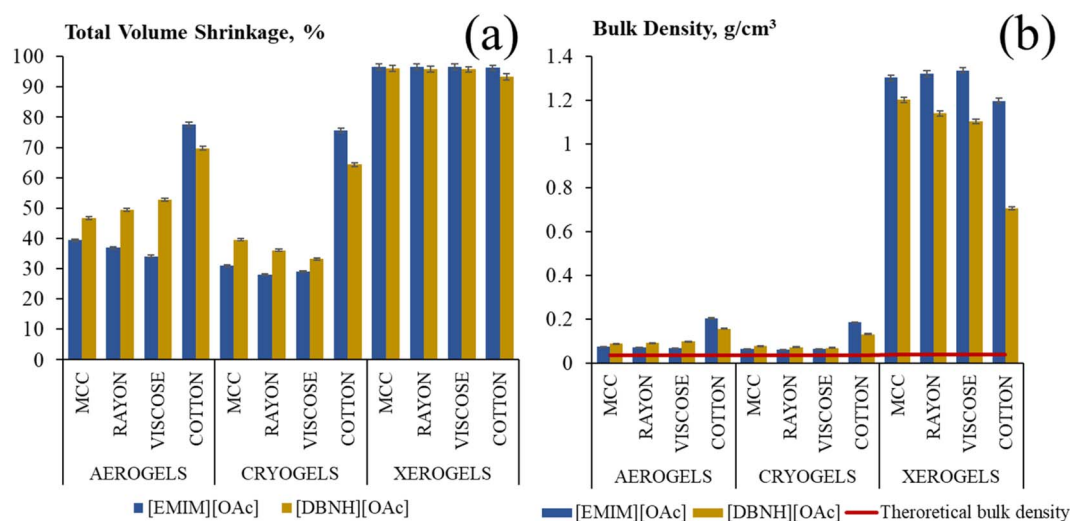 Total Volume Shrinkage, %
(a)
100
90
80
70
60
50
40
30
20
10
0
MCC
RAYON
VISCOSE
COTTON
MCC
RAYON
VISCOSE
COTTON
MCC
RAYON
VISCOSE
COTTON
AEROGELS
CRYOGELS
XEROGELS
[EMIM][OAc]
[DBNH][OAc]
Bulk Density, g/cm³
(b)
1.4
1.2
1
0.8
0.6
0.4
0.2
0
MCC
RAYON
VISCOSE
COTTON
MCC
RAYON
VISCOSE
COTTON
MCC
RAYON
VISCOSE
COTTON
AEROGELS
CRYOGELS
XEROGELS
[EMIM][OAc]
[DBNH][OAc]
Theroretical bulk density